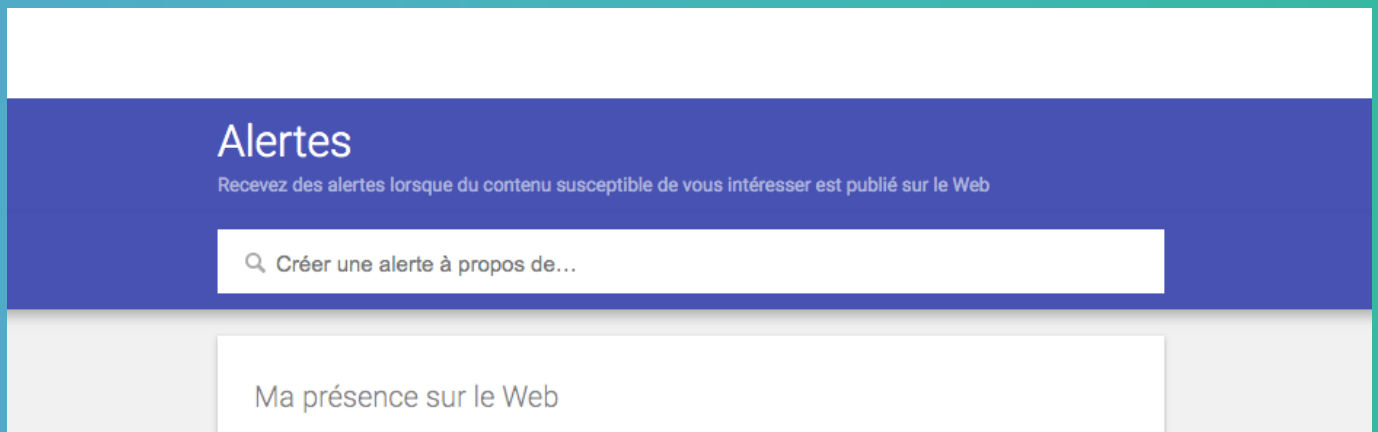 Alertes
Recevez des alertes lorsque du contenu susceptible de vous intéresser est publié sur le Web
Créer une alerte à propos de...
Ma présence sur le Web